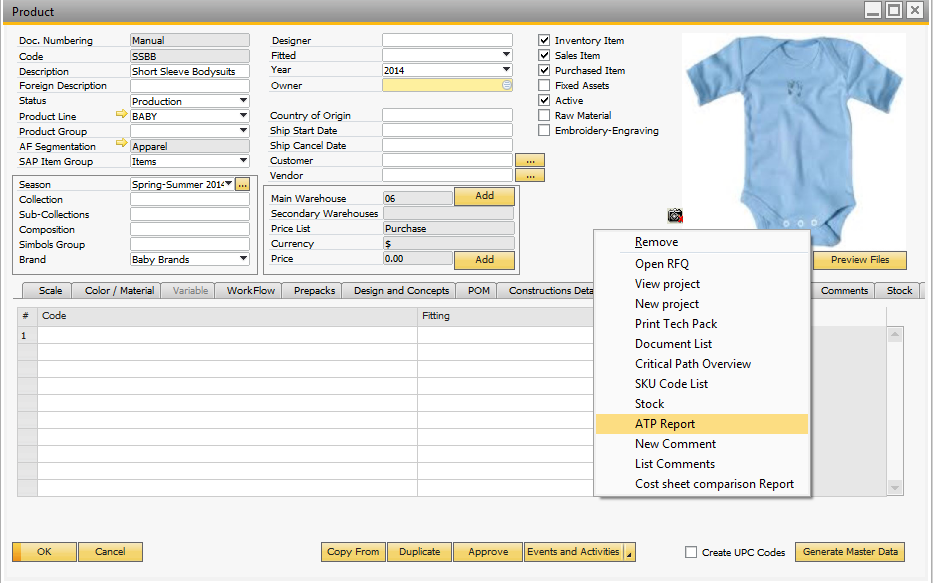 Product
Doc. Numbering Manual
Code SSBB
Description Short Sleeve Bodysuits
Foreign Description
Status Production
Product Line BABY
Product Group
AF Segmentation Apparel
SAP Item Group Items
Designer
Fitted
Year 2014
Owner
Country of Origin
Ship Start Date
Ship Cancel Date
Customer ...
Vendor ...
Inventory Item
Sales Item
Purchased Item
Fixed Assets
Active
Raw Material
Embroidery-Engraving
Season Spring-Summer 2014 ...
Collection
Sub-Collections
Composition
Simbols Group
Brand Baby Brands
Main Warehouse 06 Add
Secondary Warehouses
Price List Purchase
Currency $
Price 0.00 Add
Preview Files
Scale Color / Material Variable WorkFlow Prepacks Design and Concepts POM Constructions Deta Comments Stock
# Code Fitting
1
Remove
Open RFQ
View project
New project
Print Tech Pack
Document List
Critical Path Overview
SKU Code List
Stock
ATP Report
New Comment
List Comments
Cost sheet comparison Report
OK Cancel Copy From Duplicate Approve Events and Activities Create UPC Codes Generate Master Data